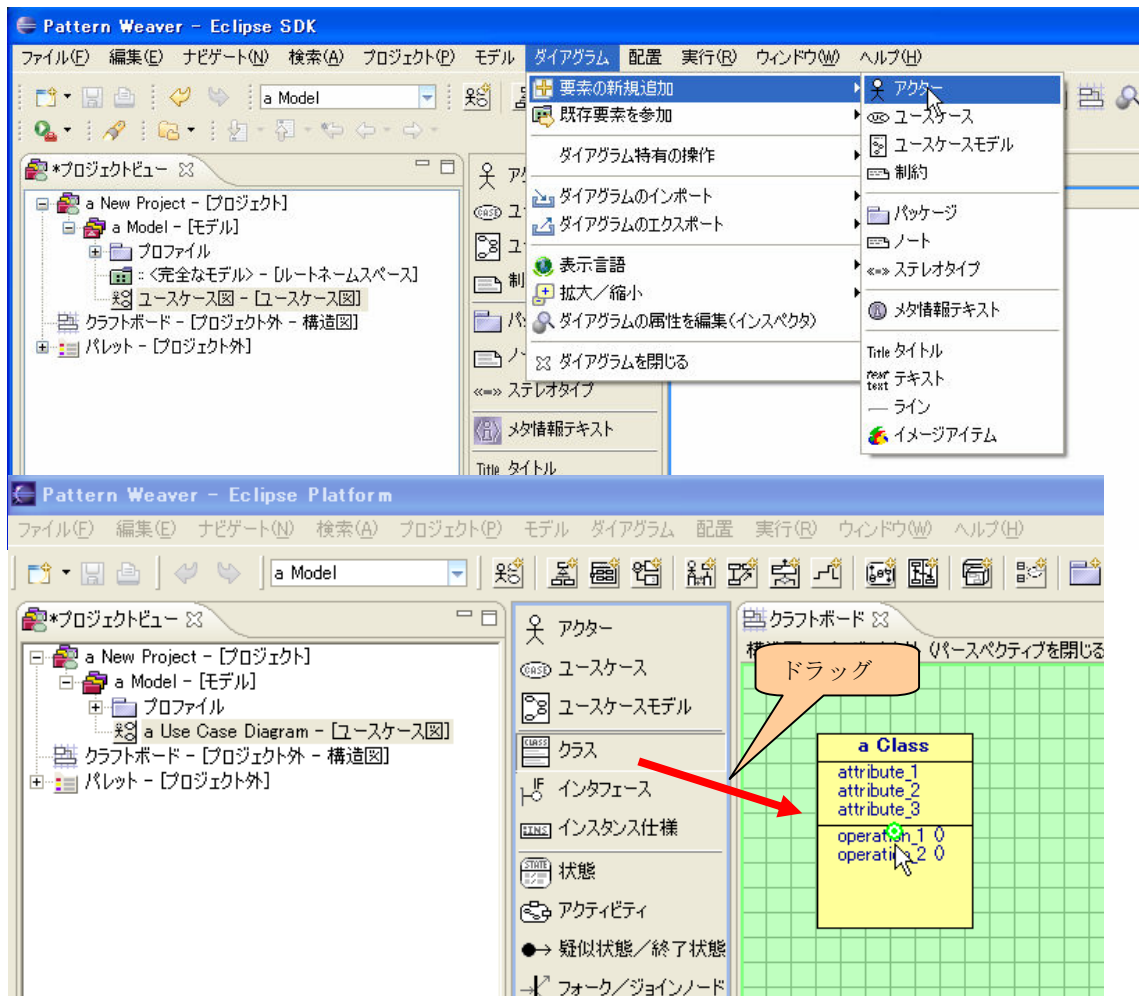 Pattern Weaver - Eclipse SDK
ファイル(F) 編集(E) ナビゲート(N) 検索(A) プロジェクト(P) モデル ダイアグラム 配置 実行(R) ウィンドウ(W) ヘルプ(H)
a Model
要素の新規追加
既存要素を参加
ダイアグラム特有の操作
ダイアグラムのインポート
ダイアグラムのエクスポート
表示言語
拡大/縮小
ダイアグラムの属性を編集(インスペクタ)
ダイアグラムを閉じる
アクター
ユースケース
ユースケースモデル
制約
パッケージ
ノート
«=» ステレオタイプ
メタ情報テキスト
Title タイトル
text text テキスト
ライン
イメージアイテム
*プロジェクトビュー
a New Project - [プロジェクト]
a Model - [モデル]
プロファイル
:: <完全なモデル> - [ルートネームスペース]
ユースケース図 - [ユースケース図]
クラフトボード - [プロジェクト外 - 構造図]
パレット - [プロジェクト外]
CASE
制
«=» ステレオタイプ
メタ情報テキスト
Title タイトル
Pattern Weaver - Eclipse Platform
ファイル(F) 編集(E) ナビゲート(N) 検索(A) プロジェクト(P) モデル ダイアグラム 配置 実行(R) ウィンドウ(W) ヘルプ(H)
a Model
*プロジェクトビュー
a New Project - [プロジェクト]
a Model - [モデル]
プロファイル
a Use Case Diagram - [ユースケース図]
クラフトボード - [プロジェクト外 - 構造図]
パレット - [プロジェクト外]
アクター
CASE ユースケース
ユースケースモデル
CLASS クラス
IF インタフェース
:INS インスタンス仕様
STATE 状態
アクティビティ
疑似状態/終了状態
フォーク/ジョインノード
クラフトボード
(パースペクティブを閉じる
ドラッグ
a Class
attribute_1
attribute_2
attribute_3
operation_1 ()
operation_2 ()